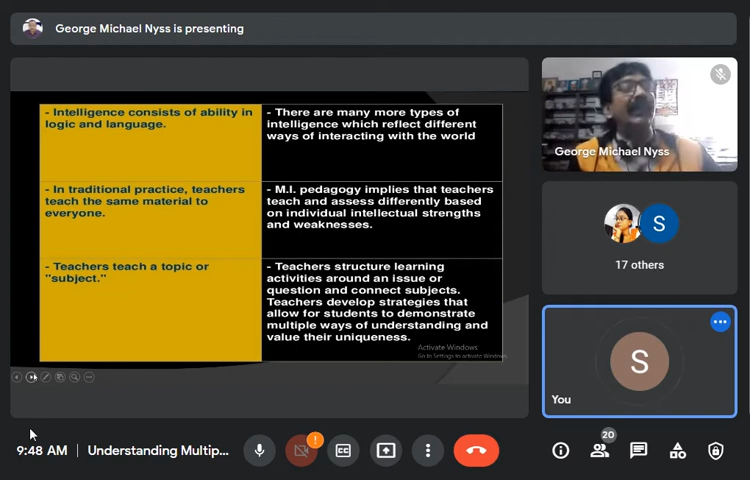 George Michael Nyss is presenting
- Intelligence consists of ability in
logic and language.
- There are many more types of
intelligence which reflect different
ways of interacting with the world
- In traditional practice, teachers
teach the same material to
everyone.
- M.I. pedagogy implies that teachers
teach and assess differently based
on individual intellectual strengths
and weaknesses.
- Teachers teach a topic or
"subject."
- Teachers structure learning
activities around an issue or
question and connect subjects.
Teachers develop strategies that
allow for students to demonstrate
multiple ways of understanding and
value their uniqueness.
Activate Windows
Go to Settings to activate Windows.
George Michael Nyss
S
17 others
S
You
9:48 AM
Understanding Multip...
!
CC
20